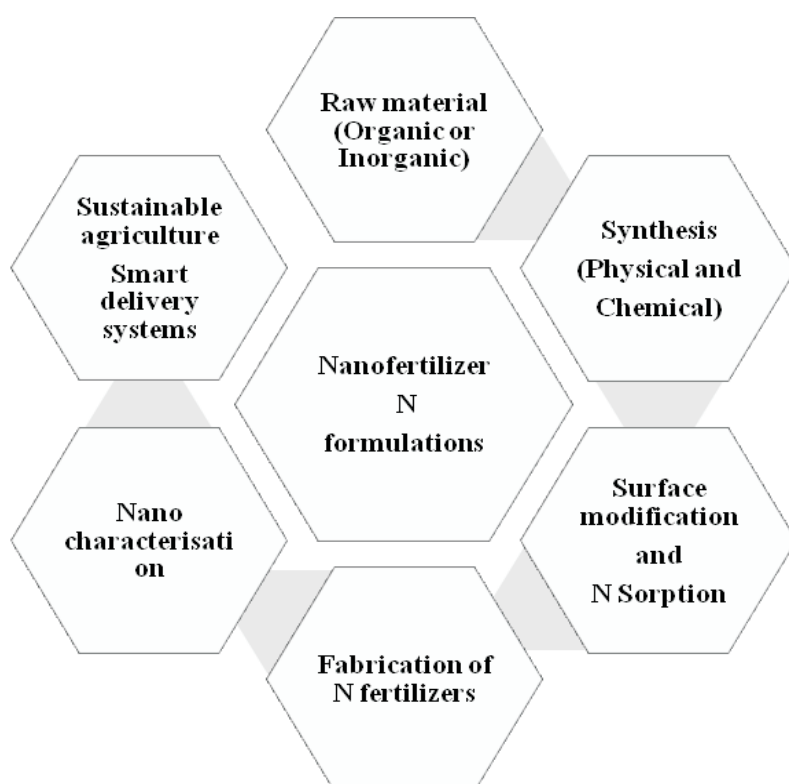 Raw material
(Organic or
Inorganic)
Synthesis
(Physical and
Chemical)
Surface
modification
and
N Sorption
Fabrication of
N fertilizers
Nano
characterisati
on
Sustainable
agriculture
Smart
delivery
systems
Nanofertilizer
N
formulations